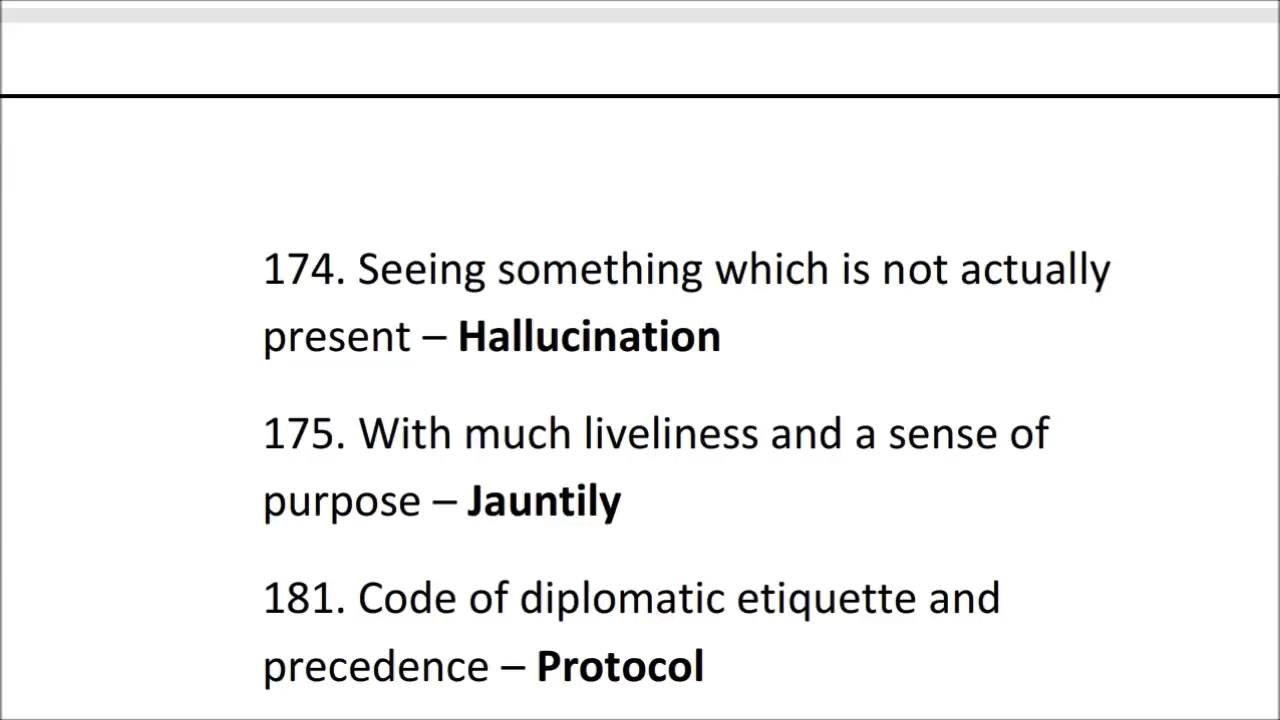 174. Seeing something which is not actually
present – Hallucination
175. With much liveliness and a sense of
purpose – Jauntily
181. Code of diplomatic etiquette and
precedence – Protocol